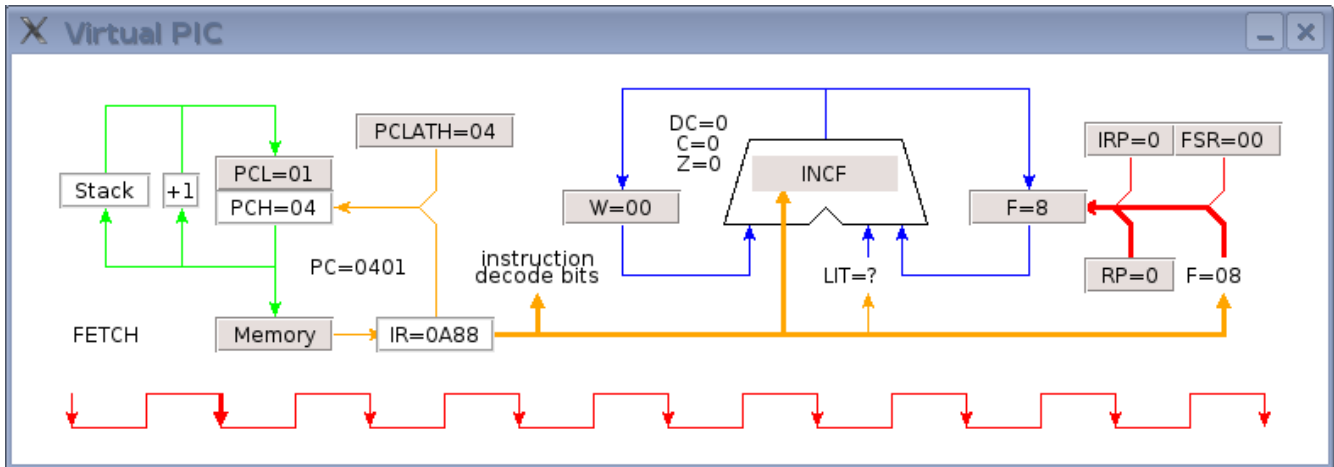 Virtual PIC
PCLATH=04
DC=0
C=0
Z=0
IRP=0
FSR=00
PCL=01
INCF
Stack
+1
PCH=04
W=00
F=8
PC=0401
instruction
decode bits
LIT=?
RP=0
F=08
FETCH
Memory
IR=0A88